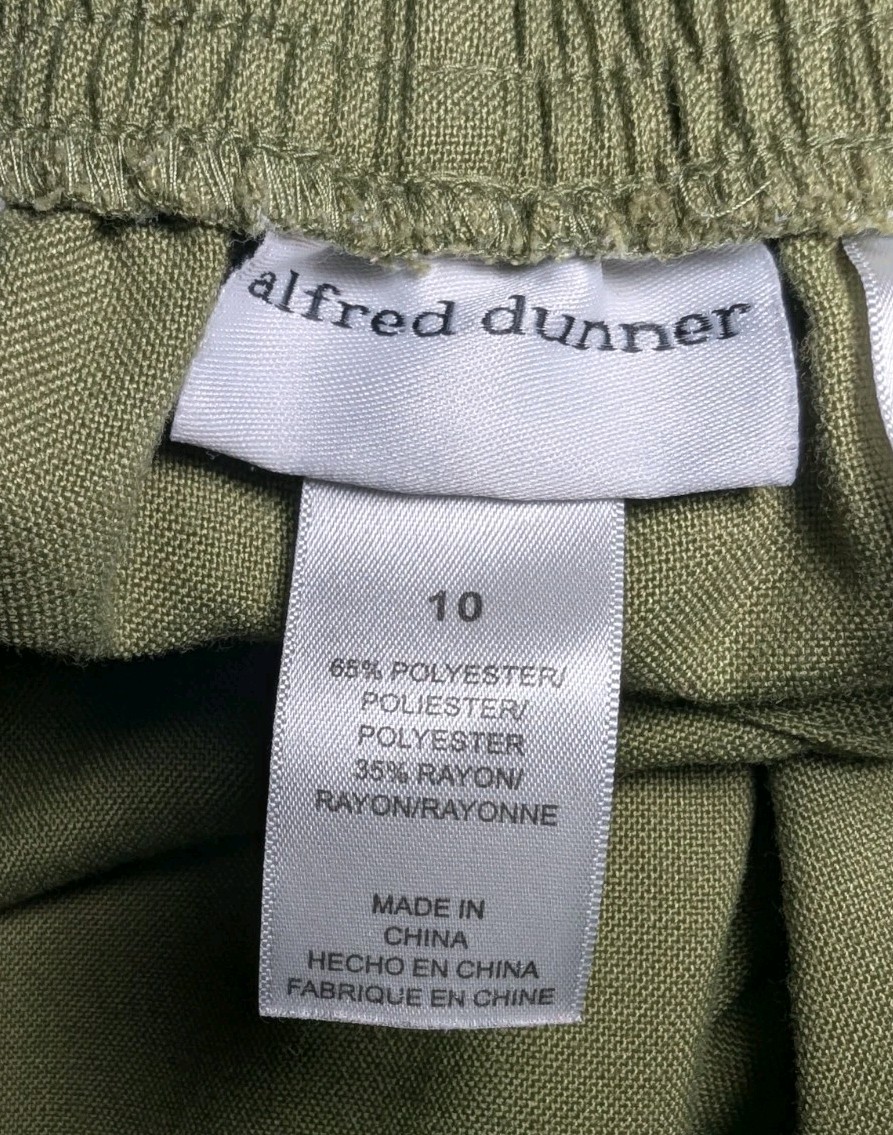 alfred dunner
10
65% POLYESTER/
POLIESTER/
POLYESTER
35% RAYON/
RAYON/RAYONNE
MADE IN
CHINA
HECHO EN CHINA
FABRIQUE EN CHINE